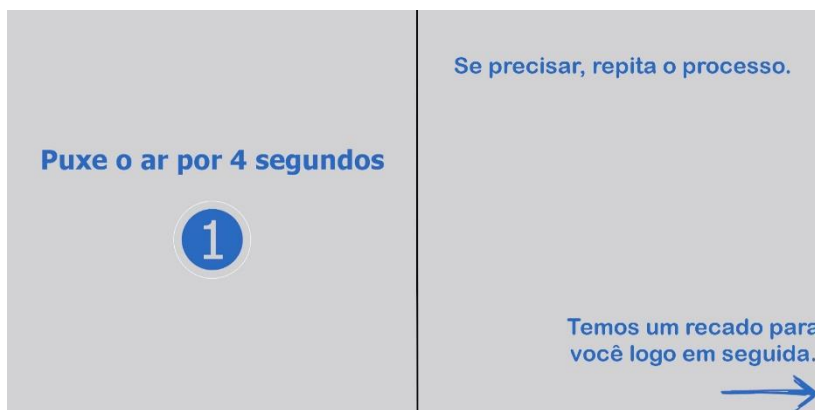 Puxe o ar por 4 segundos
1
Se precisar, repita o processo.
Temos um recado para
você logo em seguida.